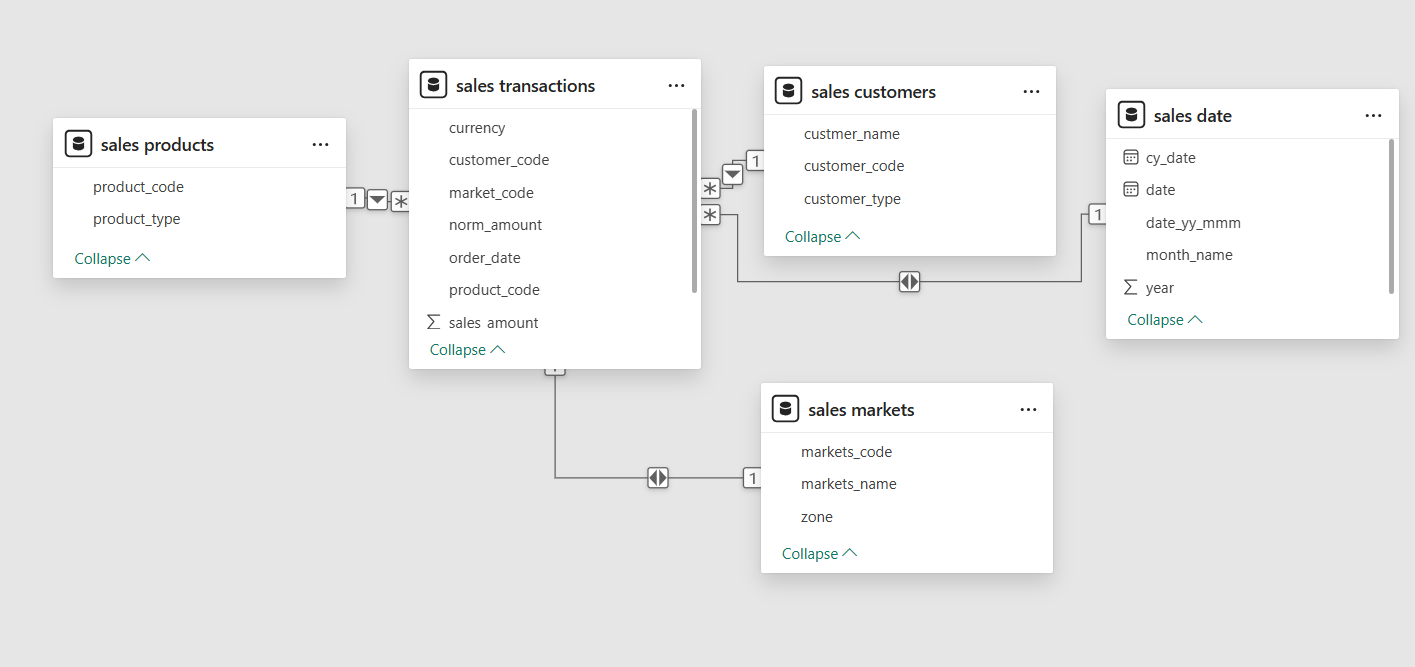 sales products
product_code
product_type
Collapse
1
*
sales transactions
currency
customer_code
market_code
norm_amount
order_date
product_code
sales_amount
Collapse
*
1
*
1
sales customers
custmer_name
customer_code
customer_type
Collapse
sales date
cy_date
date
date_yy_mmm
month_name
year
Collapse
1
sales markets
markets_code
markets_name
zone
Collapse